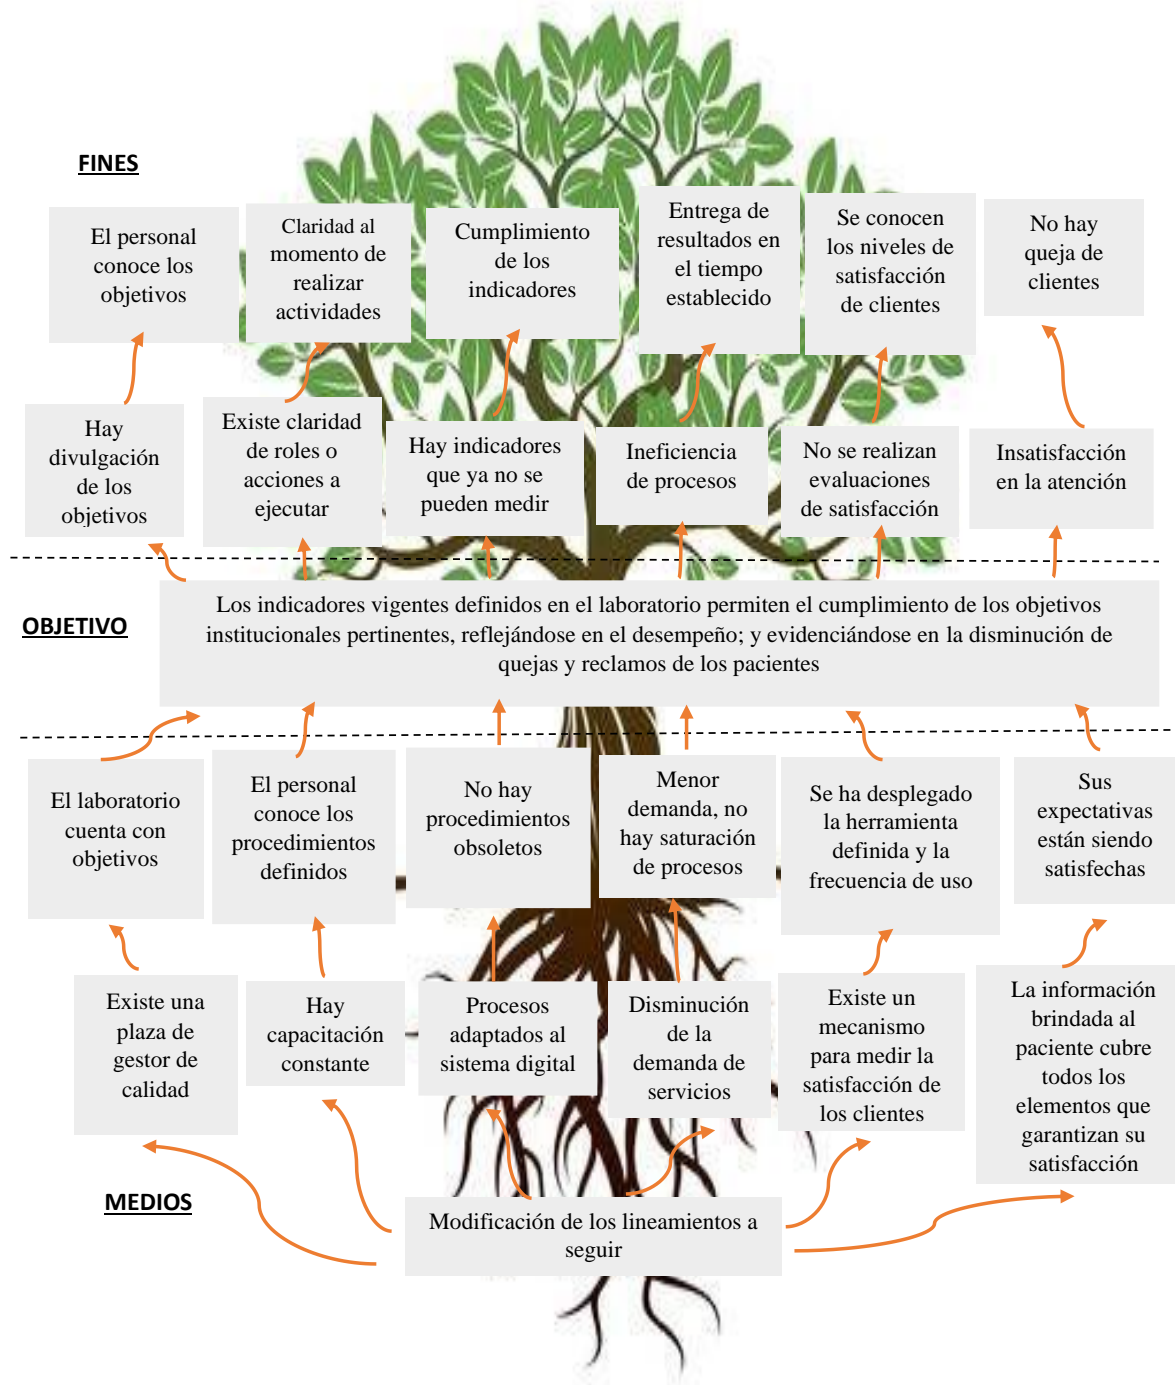 FINES
El personal
conoce los
objetivos
Claridad al
momento de
realizar
actividades
Cumplimiento
de los
indicadores
Entrega de
resultados en
el tiempo
establecido
Se conocen
los niveles de
satisfacción
de clientes
No hay
queja de
clientes
Hay
divulgación
de los
objetivos
Existe claridad
de roles o
acciones a
ejecutar
Hay indicadores
que ya no se
pueden medir
Ineficiencia
de procesos
No se realizan
evaluaciones
de satisfacción
Insatisfacción
en la atención
OBJETIVO
Los indicadores vigentes definidos en el laboratorio permiten el cumplimiento de los objetivos
institucionales pertinentes, reflejándose en el desempeño; y evidenciándose en la disminución de
quejas y reclamos de los pacientes
El laboratorio
cuenta con
objetivos
El personal
conoce los
procedimientos
definidos
No hay
procedimientos
obsoletos
Menor
demanda, no
hay saturación
de procesos
Se ha desplegado
la herramienta
definida y la
frecuencia de uso
Sus
expectativas
están siendo
satisfechas
Existe una
plaza de
gestor de
calidad
Hay
capacitación
constante
Procesos
adaptados al
sistema digital
Disminución
de la
demanda de
servicios
Existe un
mecanismo
para medir la
satisfacción de
los clientes
La información
brindada al
paciente cubre
todos los
elementos que
garantizan su
satisfacción
MEDIOS
Modificación de los lineamientos a
seguir